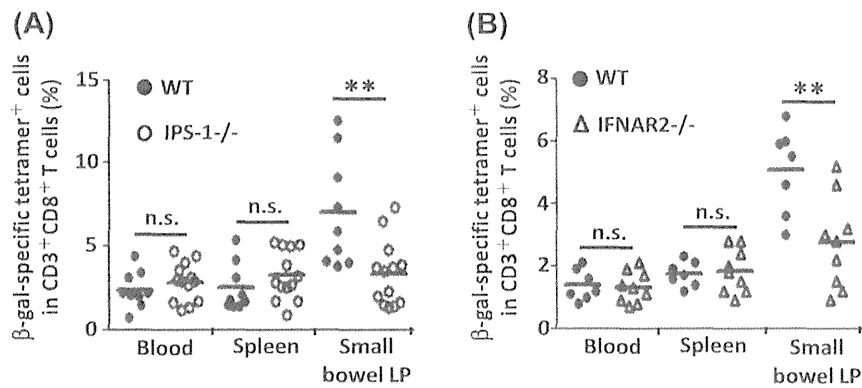 (A)
β-gal-specific tetramer+ cells
in CD3+CD8+ T cells (%)
15
10
5
0
WT
IPS-1-/-
n.s.
n.s.
**
Blood
Spleen
Small
bowel LP
(B)
β-gal-specific tetramer+ cells
in CD3+CD8+ T cells (%)
8
6
4
2
0
WT
IFNAR2-/-
n.s.
n.s.
**
Blood
Spleen
Small
bowel LP